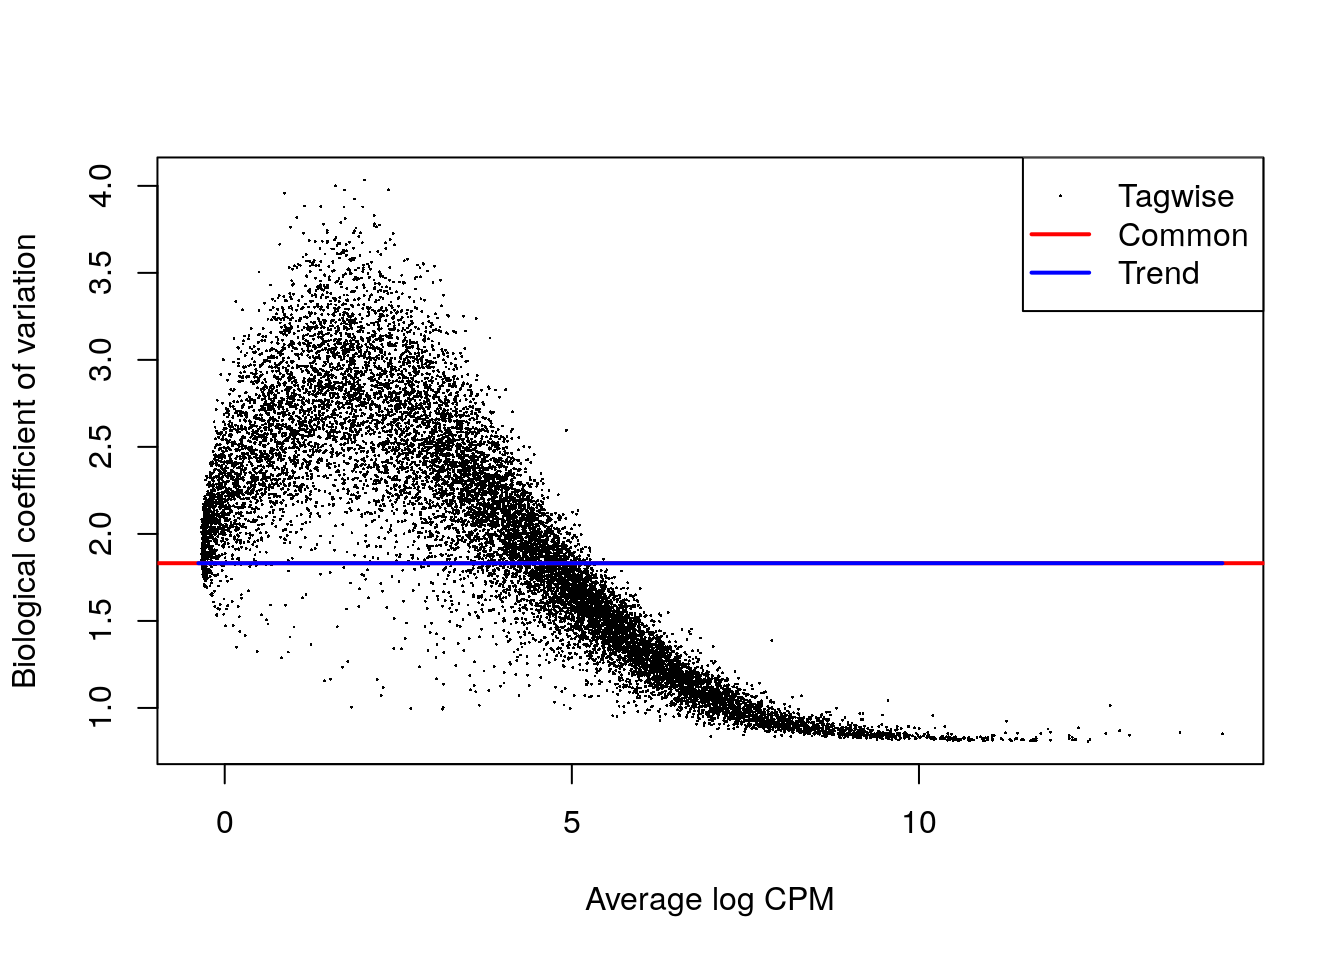 Tagwise
Common
Trend
Biological coefficient of variation
4.0
3.5
3.0
2.5
2.0
1.5
1.0
0 5 10
Average log CPM